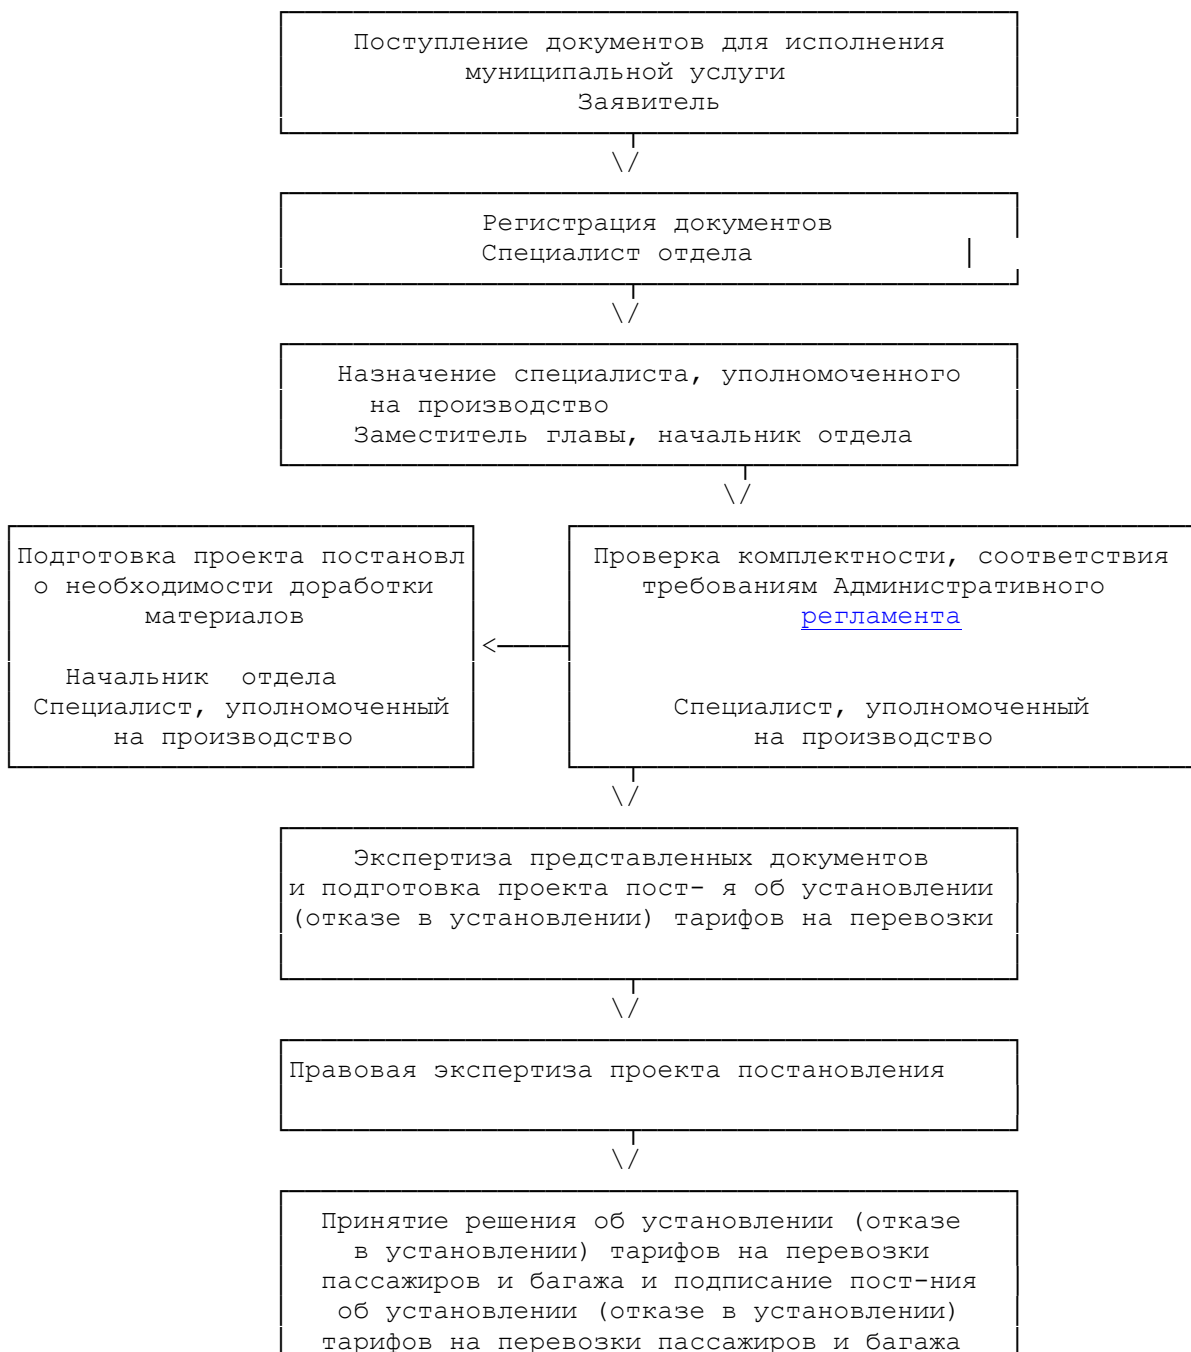 Поступление документов для исполнения
муниципальной услуги
Заявитель
\/
Регистрация документов
Специалист отдела
\/
Назначение специалиста, уполномоченного
на производство
Заместитель главы, начальник отдела
\/
Подготовка проекта постановл
о необходимости доработки
материалов
Начальник отдела
Специалист, уполномоченный
на производство
<
Проверка комплектности, соответствия
требованиям Административного
регламента
Специалист, уполномоченный
на производство
\/
Экспертиза представленных документов
и подготовка проекта пост- я об установлении
(отказе в установлении) тарифов на перевозки
\/
Правовая экспертиза проекта постановления
\/
Принятие решения об установлении (отказе
в установлении) тарифов на перевозки
пассажиров и багажа и подписание пост-ния
об установлении (отказе в установлении)
тарифов на перевозки пассажиров и багажа